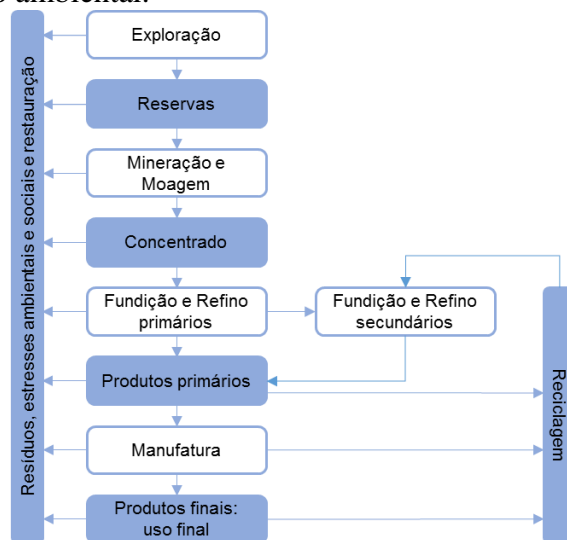 o ambiental.
Exploração
Reservas
Mineração e
Moagem
Concentrado
Fundição e Refino
primários
Fundição e Refino
secundários
Produtos primários
Manufatura
Produtos finais:
uso final
Resíduos, estresses ambientais e sociais e restauração
Reciclagem